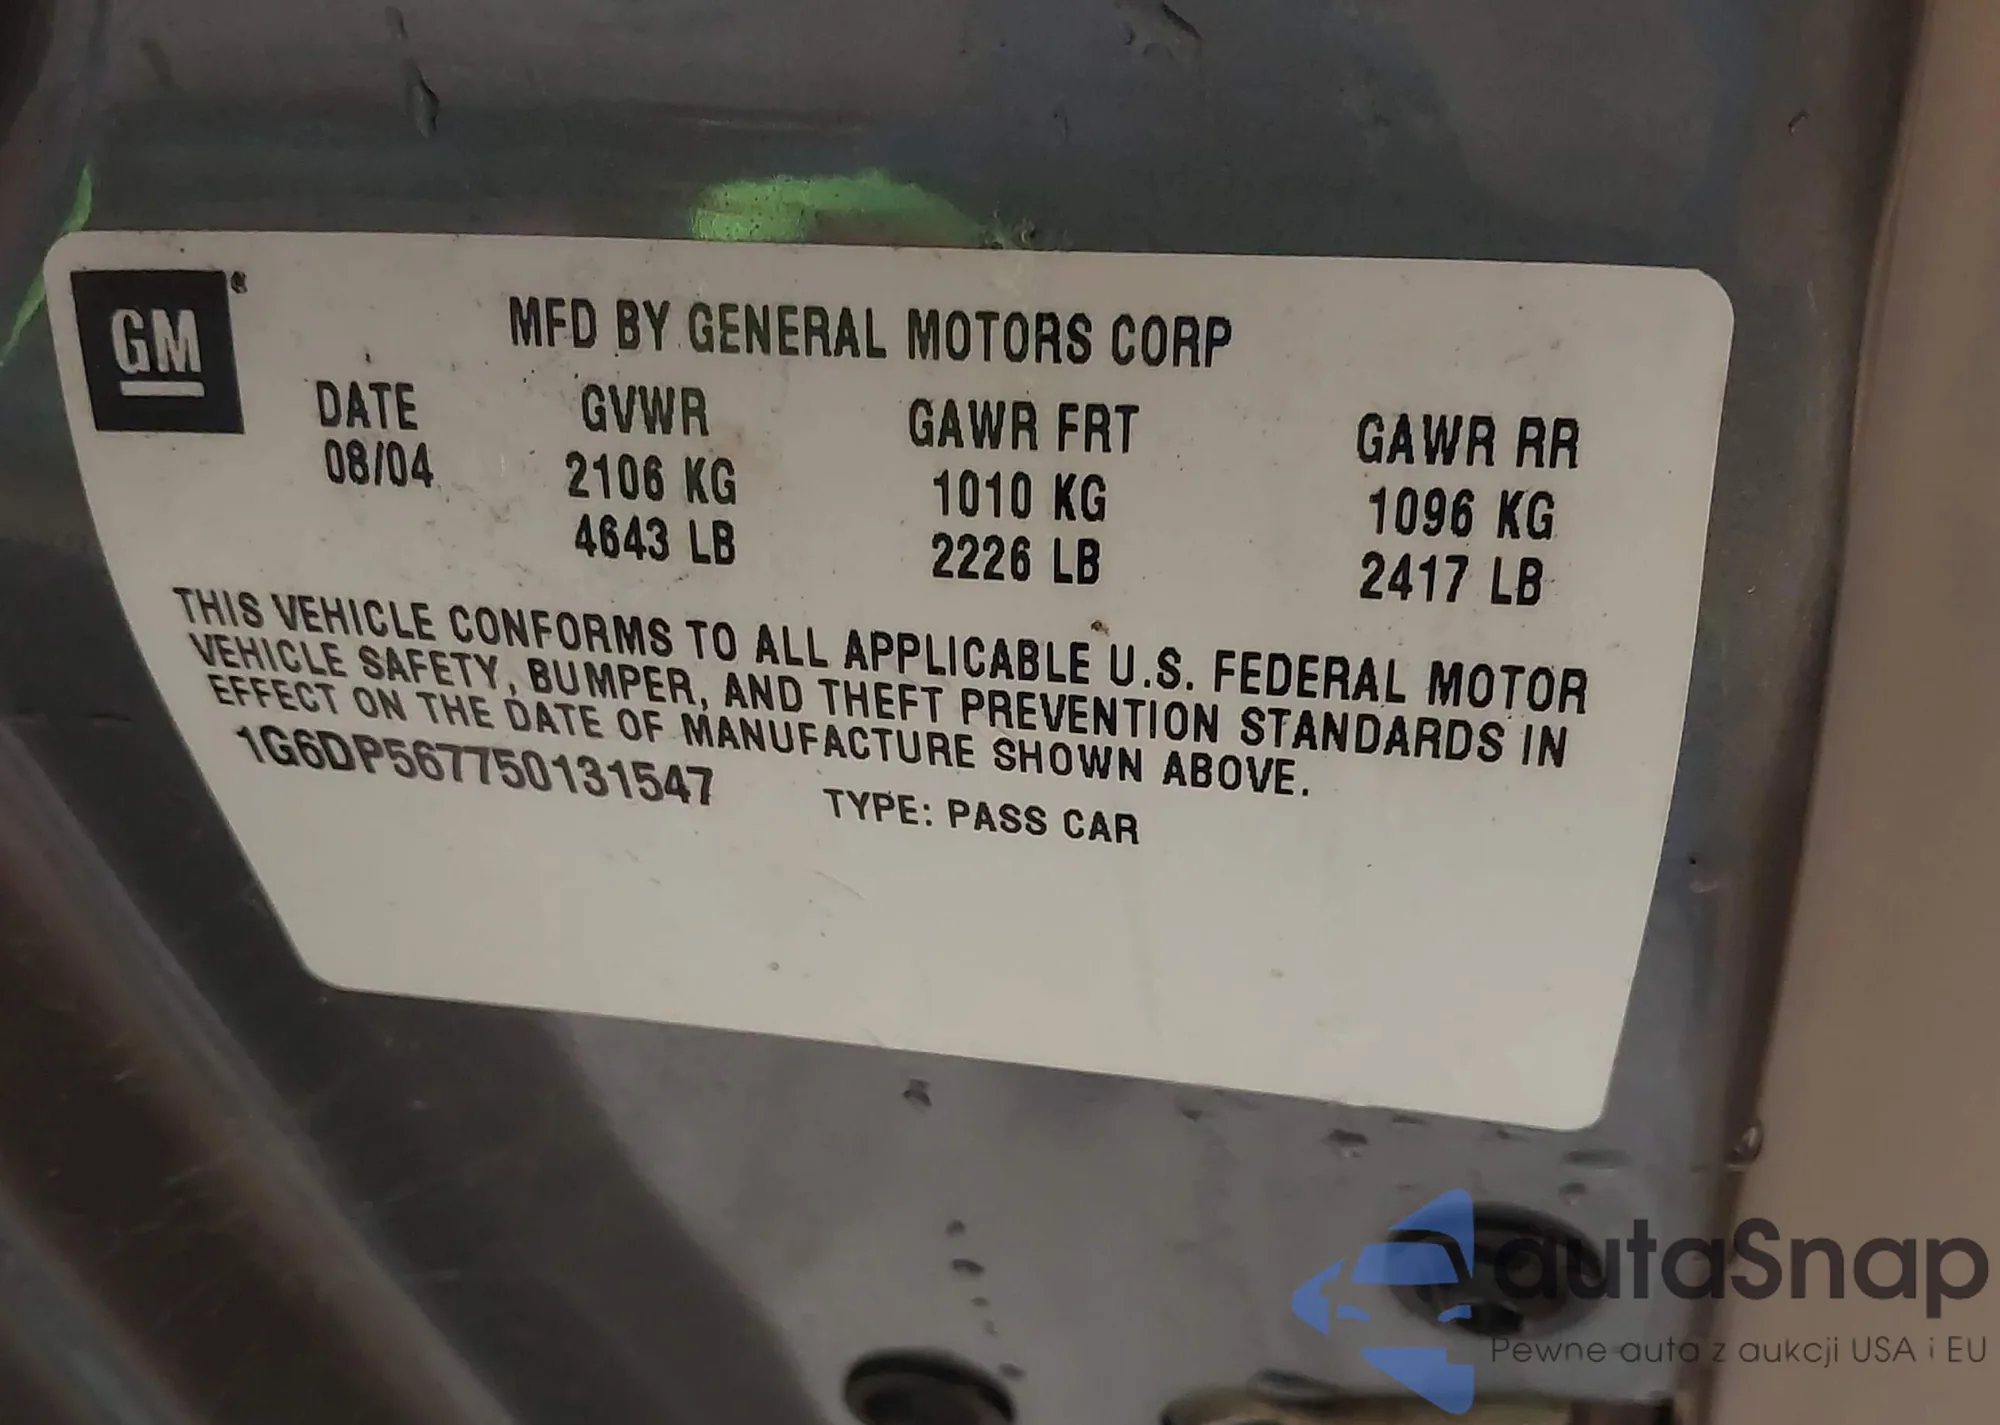 GM
MFD BY GENERAL MOTORS CORP
DATE GVWR GAWR FRT GAWR RR
08/04 2106 KG 1010 KG 1096 KG
4643 LB 2226 LB 2417 LB
THIS VEHICLE CONFORMS TO ALL APPLICABLE U.S. FEDERAL MOTOR
VEHICLE SAFETY, BUMPER, AND THEFT PREVENTION STANDARDS IN
EFFECT ON THE DATE OF MANUFACTURE SHOWN ABOVE.
1G6DP567750131547 TYPE: PASS CAR
autaSnap
Pewne auta z aukcji USA i EU